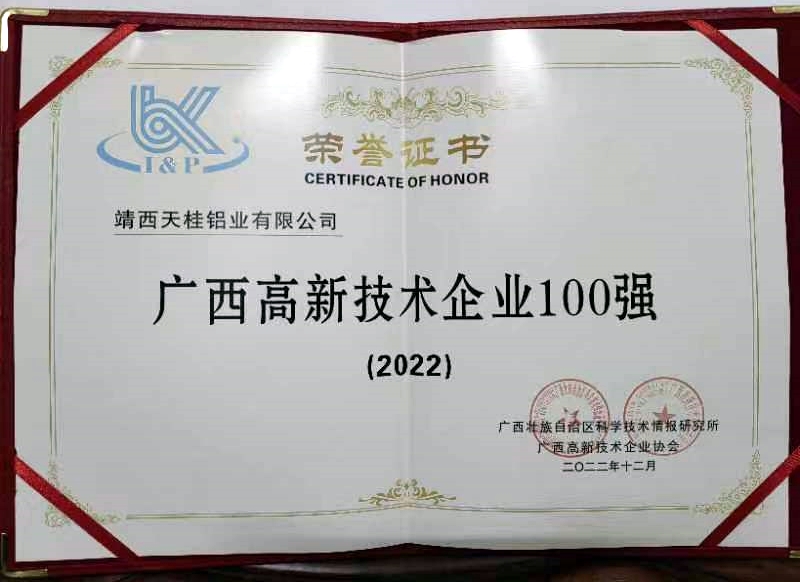 I&P
荣誉证书
CERTIFICATE OF HONOR
靖西天桂铝业有限公司
广西高新技术企业100强
(2022)
广西壮族自治区科学技术情报研究所
广西高新技术企业协会
二〇二二年十二月